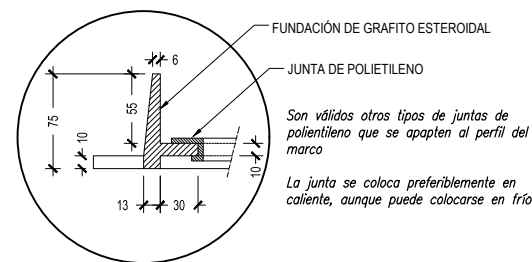 FUNDACIÓN DE GRAFITO ESTEROIDAL
JUNTA DE POLIETILENO
Son válidos otros tipos de juntas de
polientileno que se apapten al perfil del
marco
La junta se coloca preferiblemente en
caliente, aunque puede colocarse en frío
6
75
55
10
10
13
30